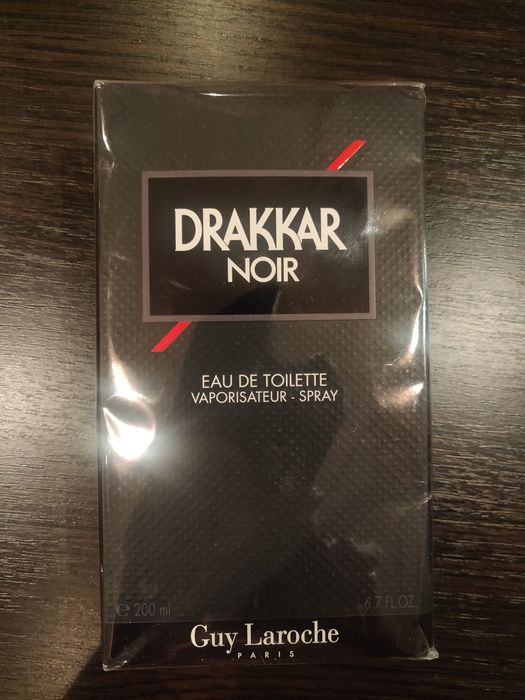 DRAKKAR
NOIR
EAU DE TOILETTE
VAPORISATEUR - SPRAY
℮ 200 ml
6.7 FL.OZ
Guy Laroche
PARIS